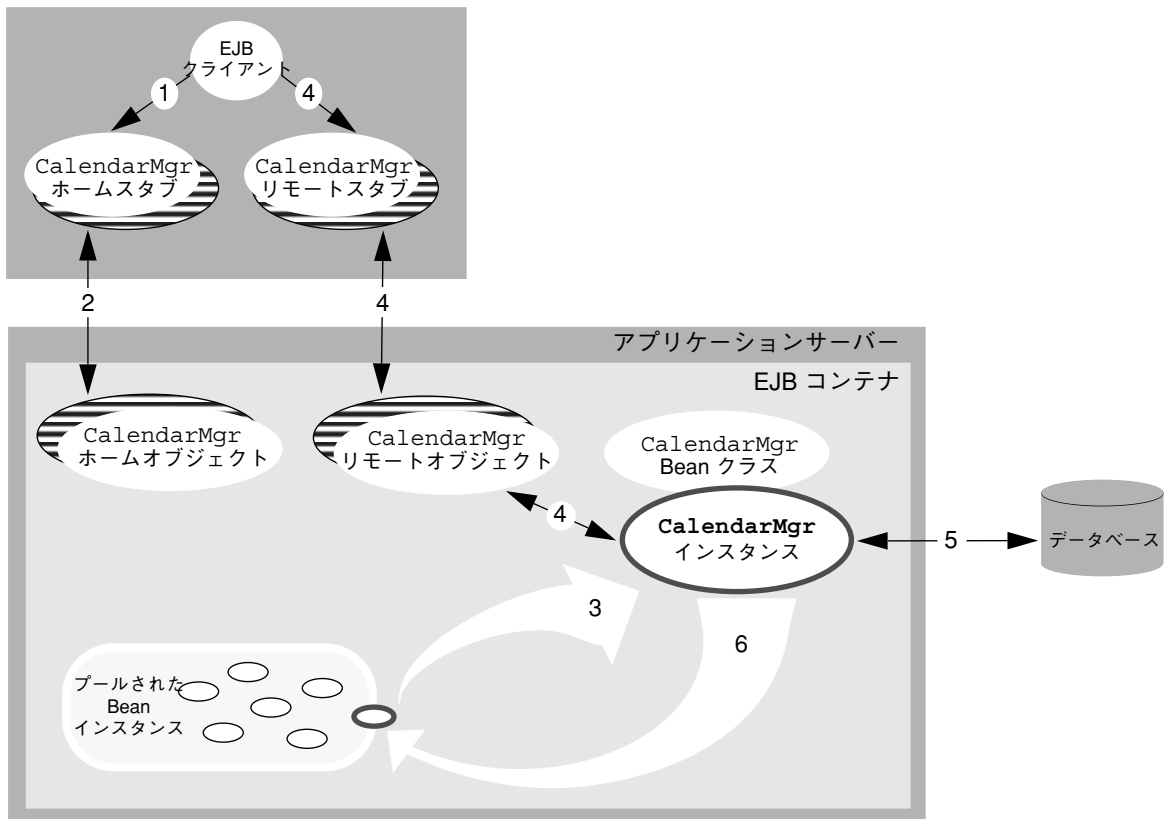 EJB
クライアント
1
4
CalendarMgr
ホームスタブ
CalendarMgr
リモートスタブ
2
4
アプリケーションサーバー
EJB コンテナ
CalendarMgr
ホームオブジェクト
CalendarMgr
リモートオブジェクト
CalendarMgr
Bean クラス
4
CalendarMgr
インスタンス
5
データベース
3
6
プールされた
Bean
インスタンス